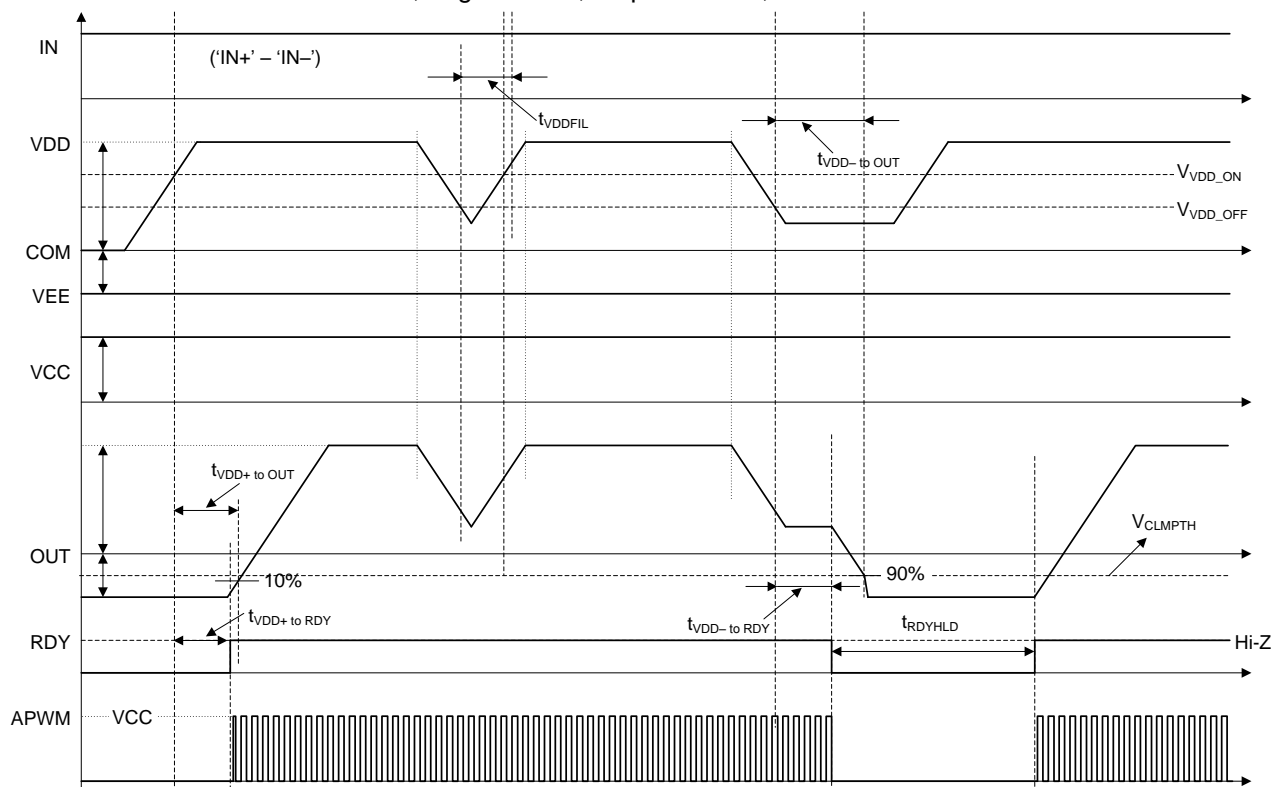 IN
('IN+' – 'IN–')
tVDDFIL
VDD
tVDD– to OUT
VVDD_ON
VVDD_OFF
COM
VEE
VCC
tVDD+ to OUT
VCLMPTH
OUT
10%
90%
tVDD+ to RDY
tVDD– to RDY
tRDYHLD
RDY
Hi-Z
APWM
VCC